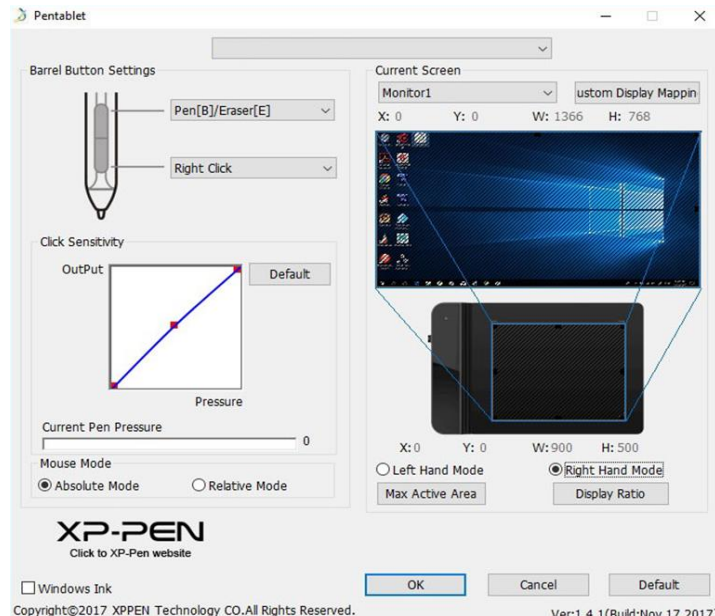 Pentablet
Barrel Button Settings
Pen[B]/Eraser[E]
Right Click
Click Sensitivity
OutPut
Default
Pressure
Current Pen Pressure
0
Mouse Mode
Absolute Mode
Relative Mode
XP-PEN
Click to XP-Pen website
Windows Ink
Copyright©2017 XPPEN Technology CO.All Rights Reserved.
Current Screen
Monitor1
ustom Display Mappin
X: 0 Y: 0 W: 1366 H: 768
X: 0 Y: 0 W: 900 H: 500
Left Hand Mode
Right Hand Mode
Max Active Area
Display Ratio
OK
Cancel
Default
Ver:1.4.1(Build:Nov 17 2017)